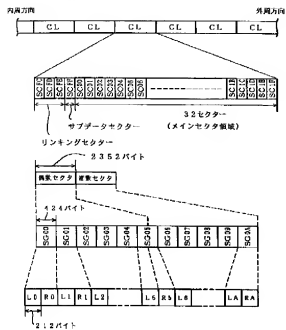 内周方向
外周方向
CL CL CL CL CL CL
SC1C SCFD SCFE SCFF SC00 SC01 SC02 SC03 SC04 SC05 SC06 SC1B SC1C SC1E SC1F
サブデータセクター
リンキングセクター
32セクター
(メインセクタ領域)
2352バイト
偶数セクタ 奇数セクタ
424バイト
SG00 SG01 SG02 SG03 SG04 SG05 SG06 SG07 SG08 SG09 SG0A
L0 R0 L1 R1 L2 L5 R5 L6 LA RA
212バイト